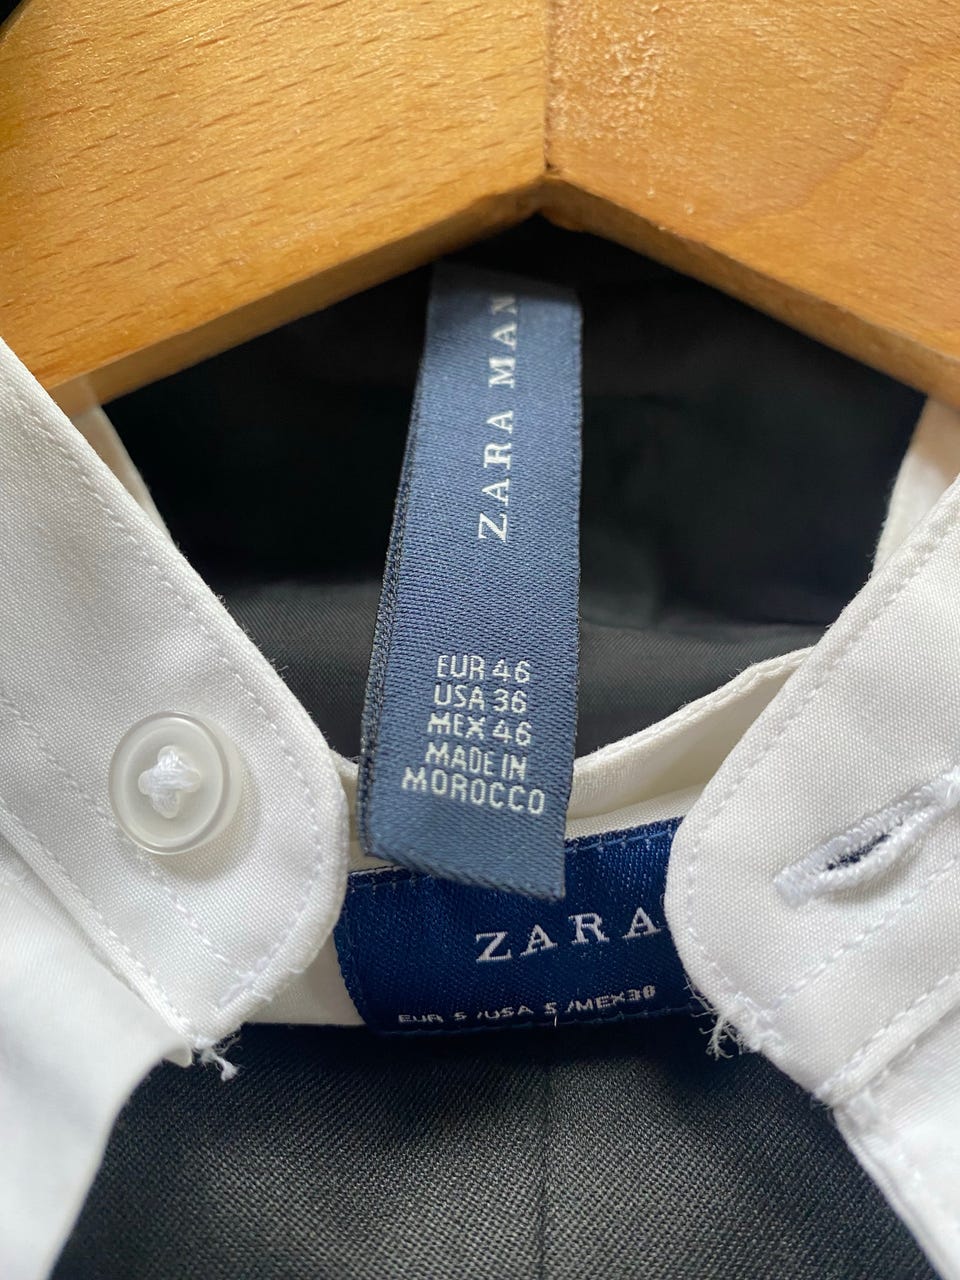 ZARA MAN
EUR 46
USA 36
MEX 46
MADE IN
MOROCCO
ZARA
EUR S /USA S /MEX38